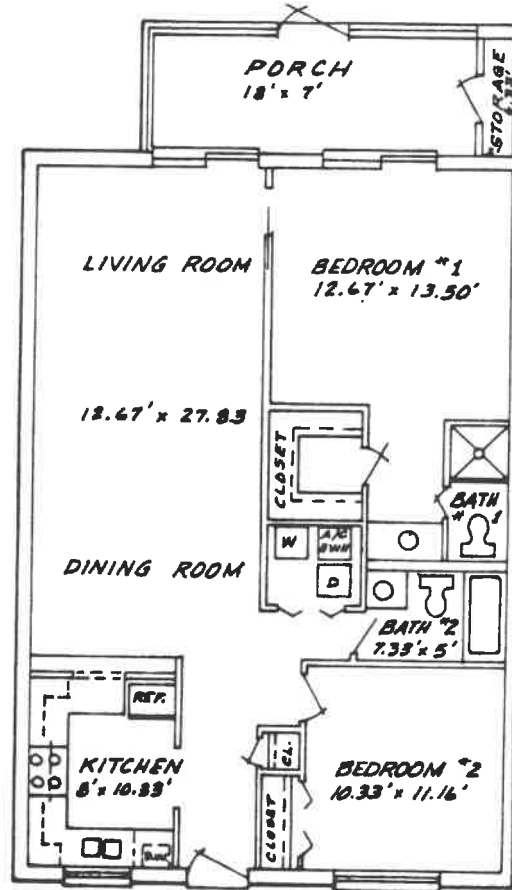 PORCH
18' x 7'
STORAGE
LIVING ROOM
BEDROOM #1
12.67' x 13.50'
12.67' x 27.83
CLOSET
BATH
#1
W
A/C
D
DINING ROOM
BATH #2
7.33' x 5'
REF.
KITCHEN
8' x 10.83'
CL.
BEDROOM #2
10.33' x 11.16'
CLOSET